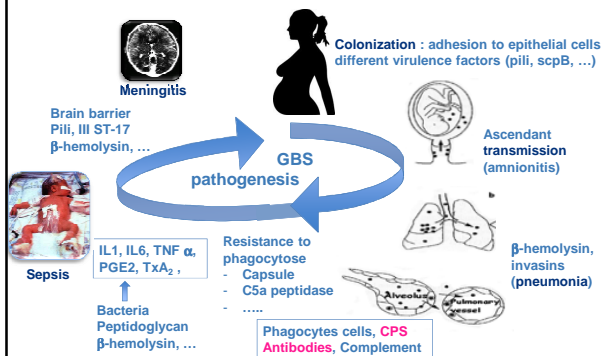 Meningitis
Colonization : adhesion to epithelial cells
different virulence factors (pili, scpB, …)
Brain barrier
Pili, III ST-17
β-hemolysin, …
GBS
pathogenesis
Ascendant
transmission
(amnionitis)
Sepsis
IL1, IL6, TNF α,
PGE2, TxA2 ,
Bacteria
Peptidoglycan
β-hemolysin, …
Resistance to
phagocytose
- Capsule
- C5a peptidase
- …..
b
β-hemolysin,
invasins
(pneumonia)
Alveolus
Pulmonary
vessel
Phagocytes cells, CPS
Antibodies, Complement